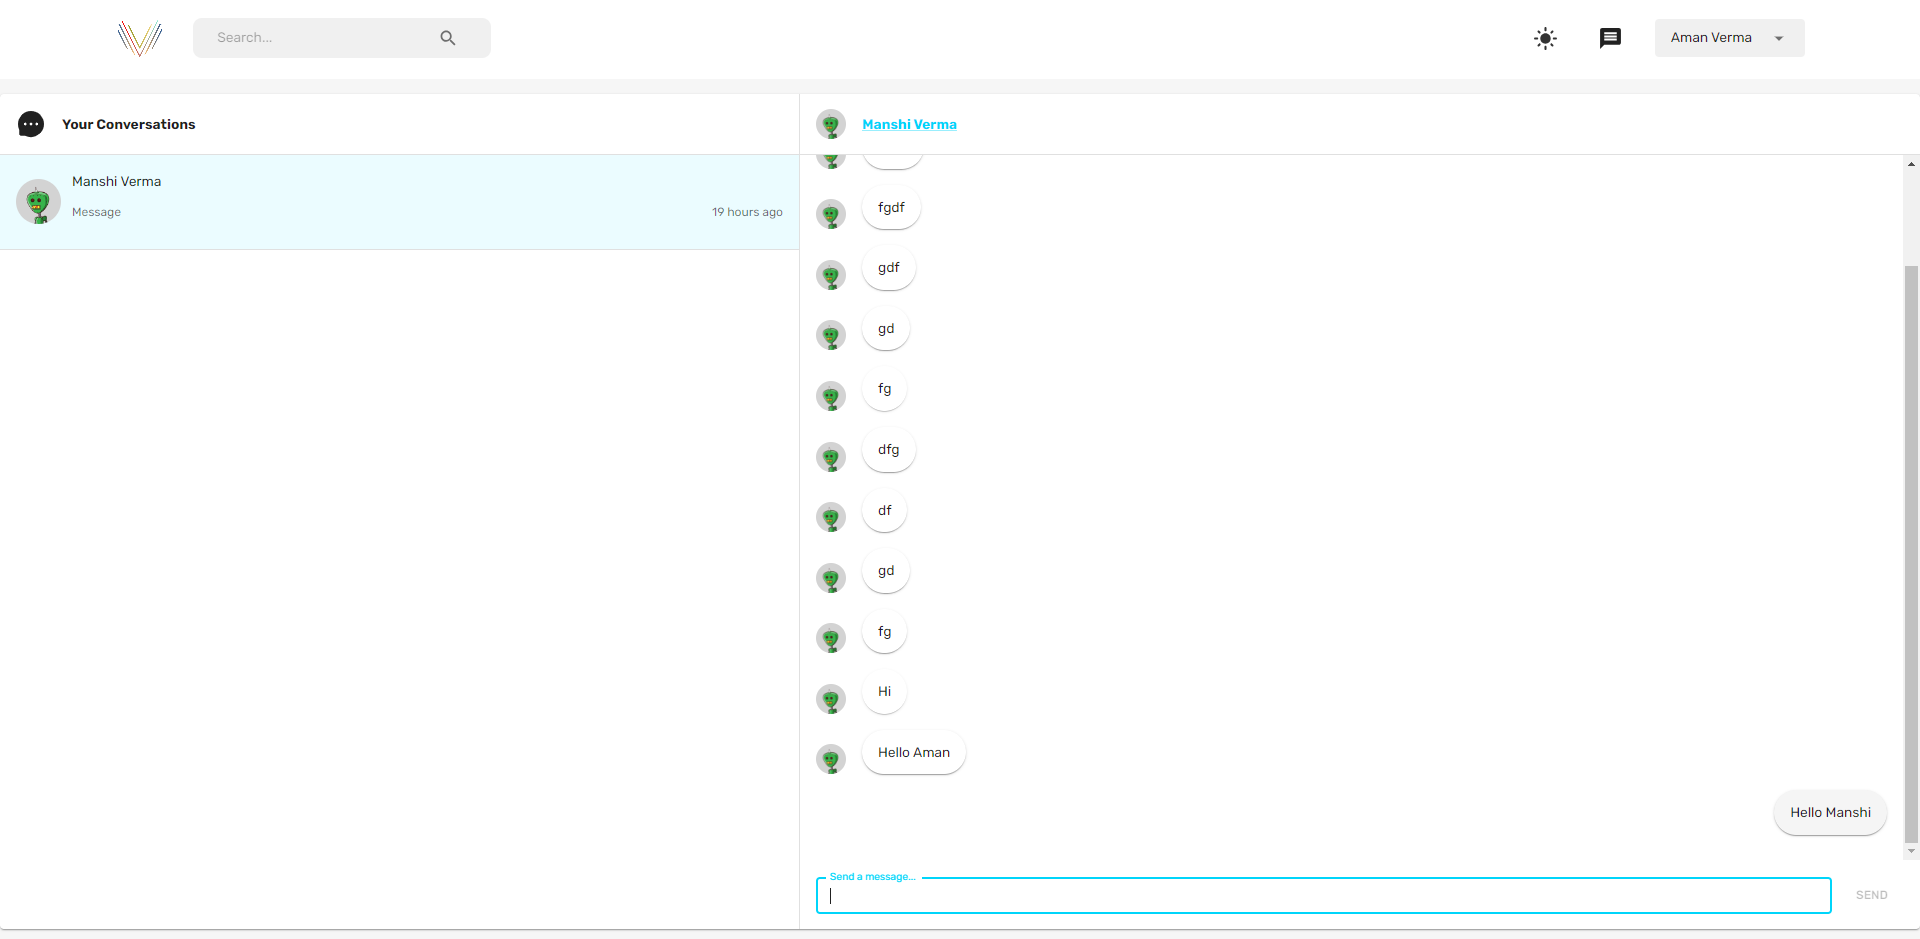 Search...
Aman Verma
Your Conversations
Manshi Verma
Message
19 hours ago
Manshi Verma
fgdf
gdf
gd
fg
dfg
df
gd
fg
Hi
Hello Aman
Hello Manshi
Send a message...
SEND